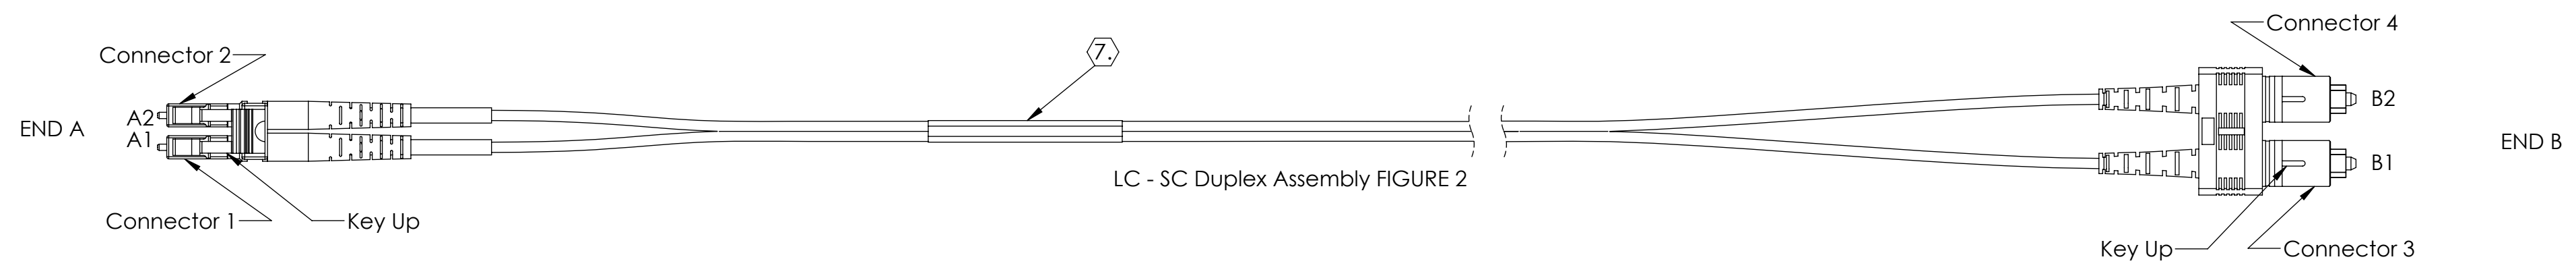 Connector 2
7.
Connector 4
END A
A2
A1
B2
B1
END B
LC - SC Duplex Assembly FIGURE 2
Connector 1
Key Up
Key Up
Connector 3